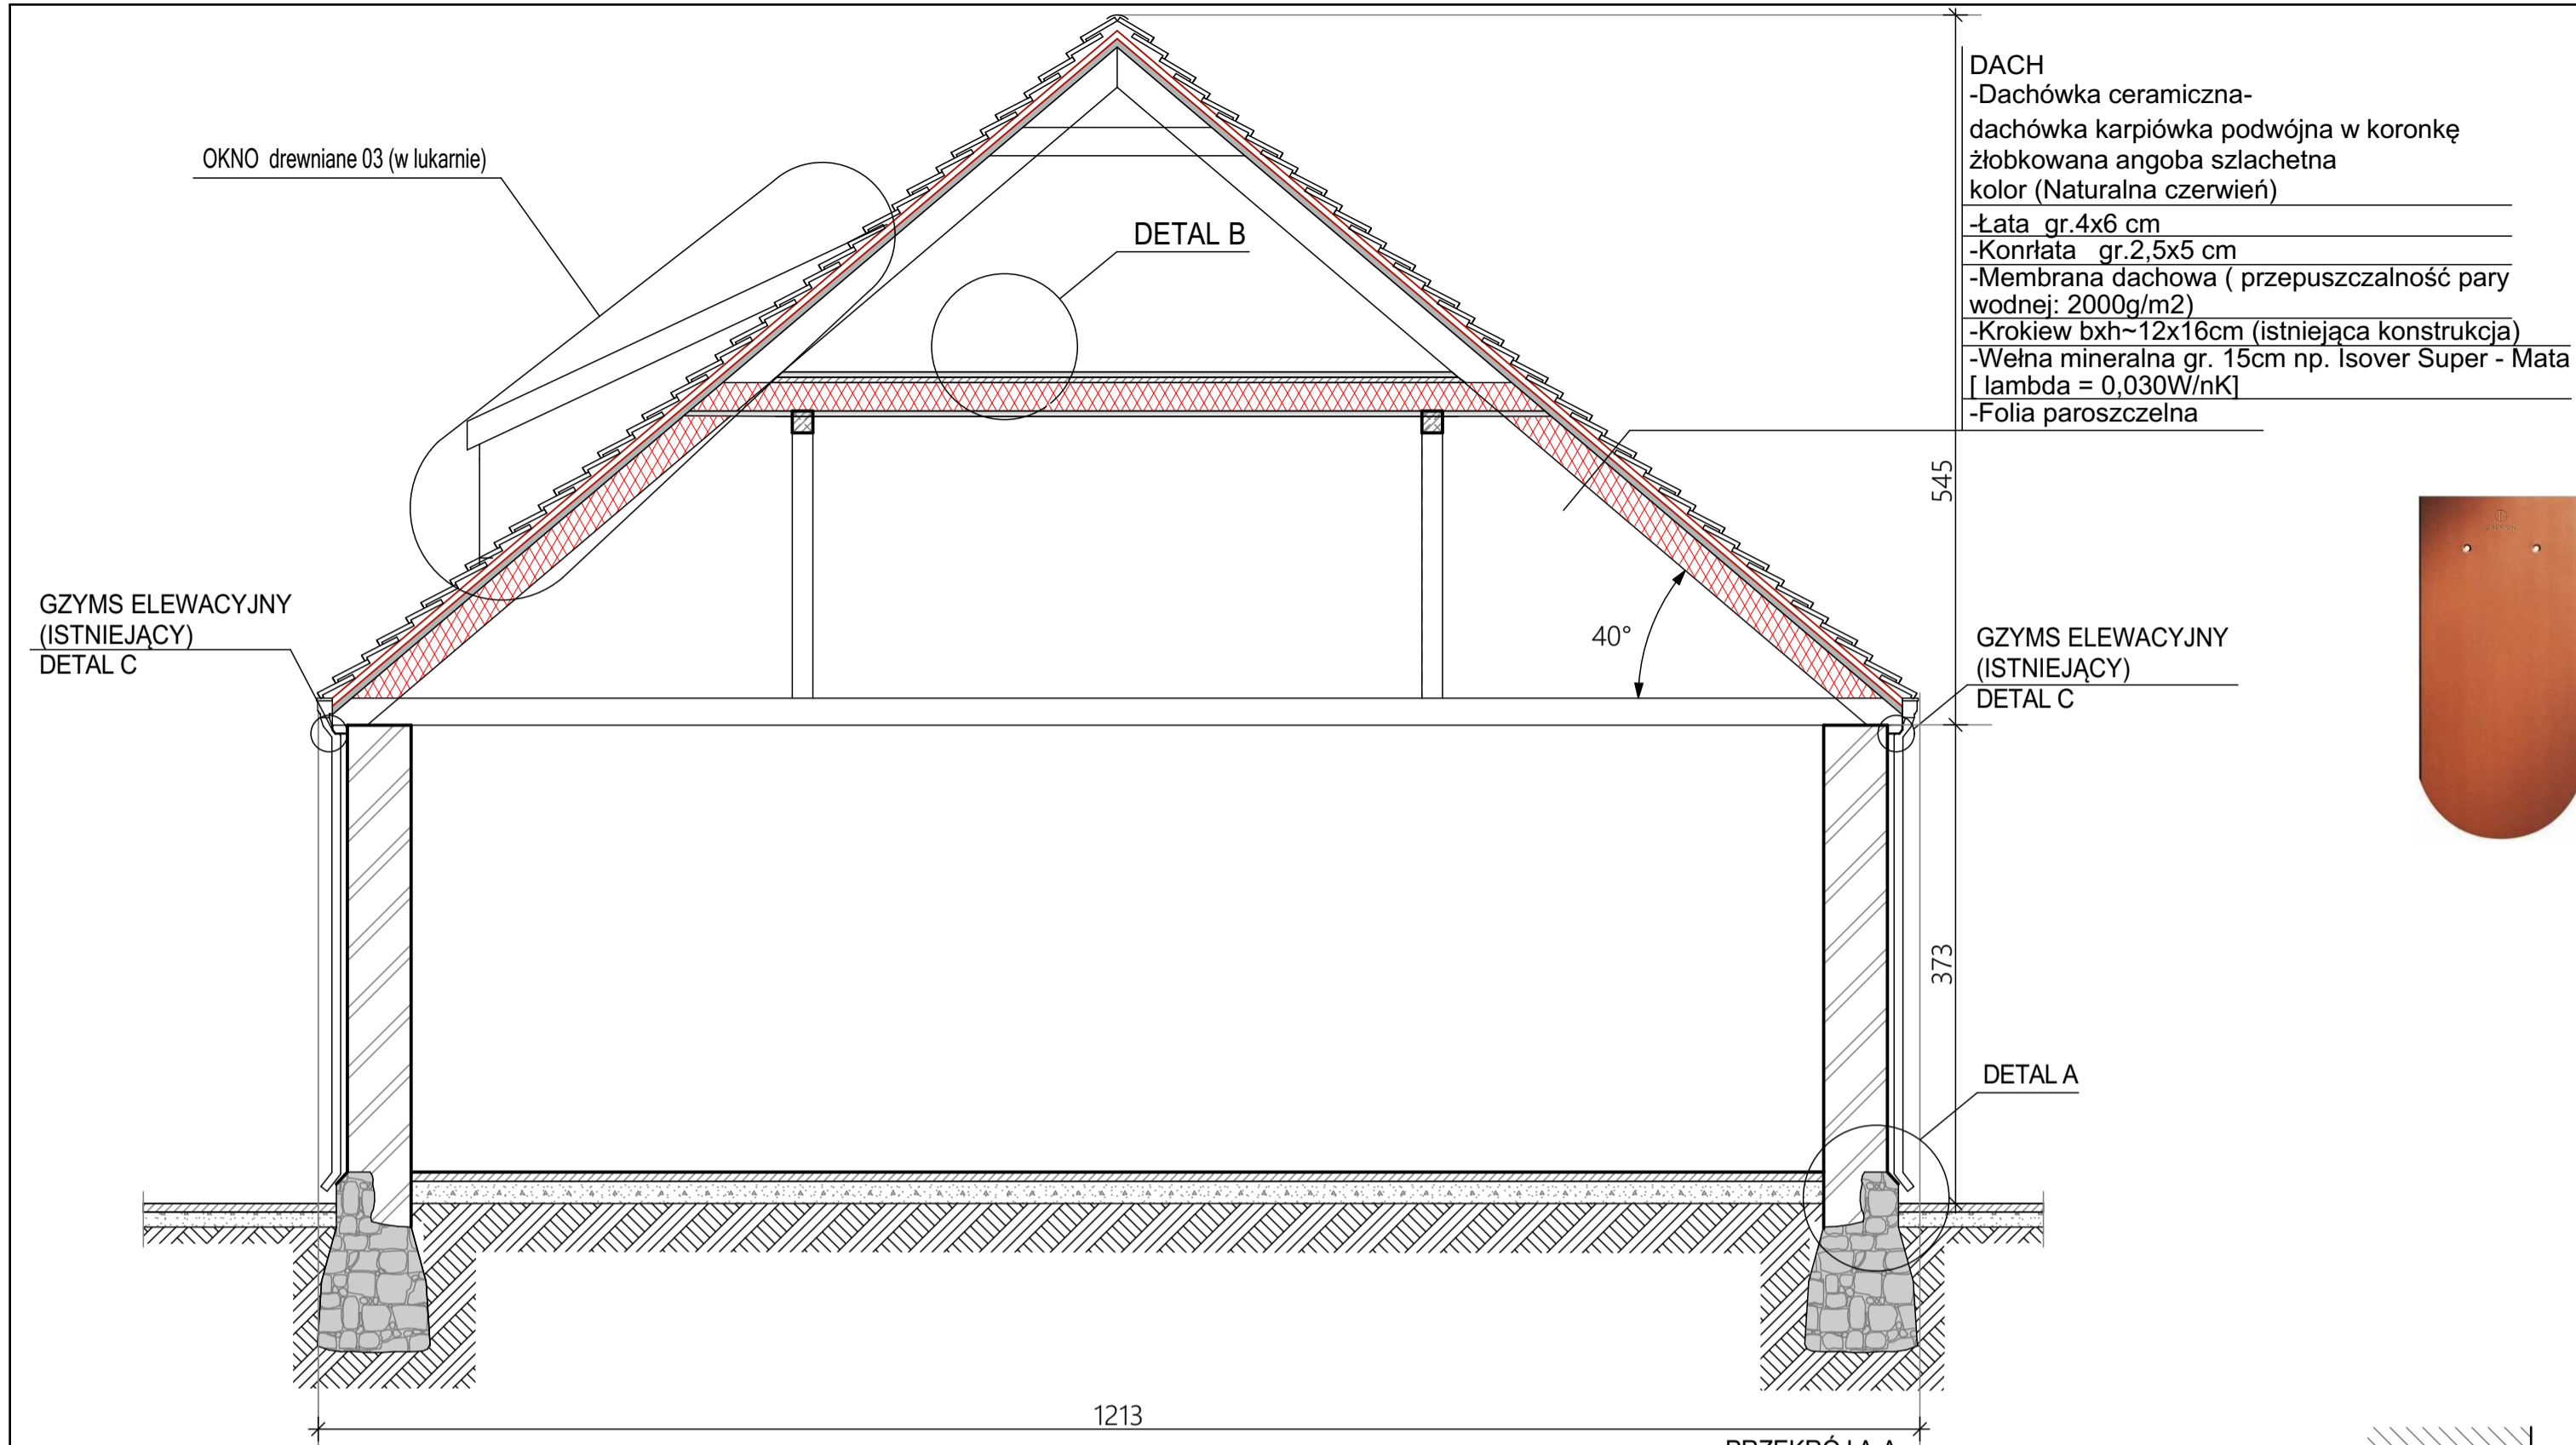 DACH
-Dachówka ceramiczna-
dachówka karpiówka podwójna w koronkę
żłobkowana angoba szlachetna
kolor (Naturalna czerwień)
-Łata gr.4x6 cm
-Konrłata gr.2,5x5 cm
-Membrana dachowa ( przepuszczalność pary
wodnej: 2000g/m2)
-Krokiew bxh~12x16cm (istniejąca konstrukcja)
-Wełna mineralna gr. 15cm np. Isover Super - Mata
[ lambda = 0,030W/nK]
-Folia paroszczelna
OKNO drewniane 03 (w lukarnie)
DETAL B
545
40°
GZYMS ELEWACYJNY
(ISTNIEJĄCY)
DETAL C
GZYMS ELEWACYJNY
(ISTNIEJĄCY)
DETAL C
373
DETAL A
1213
PRZEKRÓJ A-A